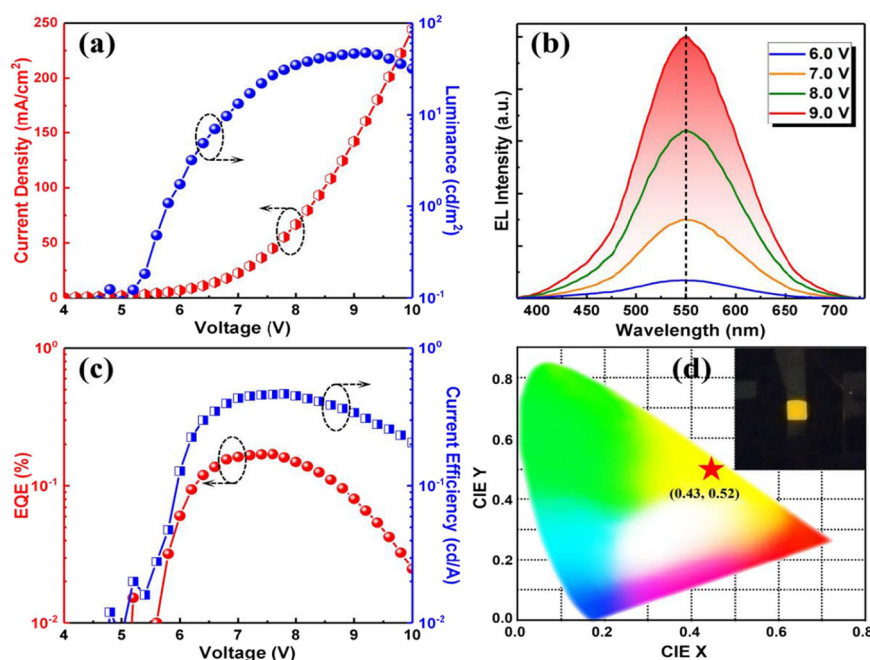 (a)
Current Density (mA/cm²)
250
200
150
100
50
0
10²
10¹
10⁰
10⁻¹
Luminance (cd/m²)
4 5 6 7 8 9 10
Voltage (V)
(b)
EL Intensity (a.u.)
6.0 V
7.0 V
8.0 V
9.0 V
400 450 500 550 600 650 700
Wavelength (nm)
(c)
EQE (%)
10⁰
10⁻¹
10⁻²
10⁰
10⁻¹
10⁻²
Current Efficiency (cd/A)
4 5 6 7 8 9 10
Voltage (V)
(d)
CIE Y
0.8
0.6
0.4
0.2
0.0
(0.43, 0.52)
0.0 0.2 0.4 0.6 0.8
CIE X